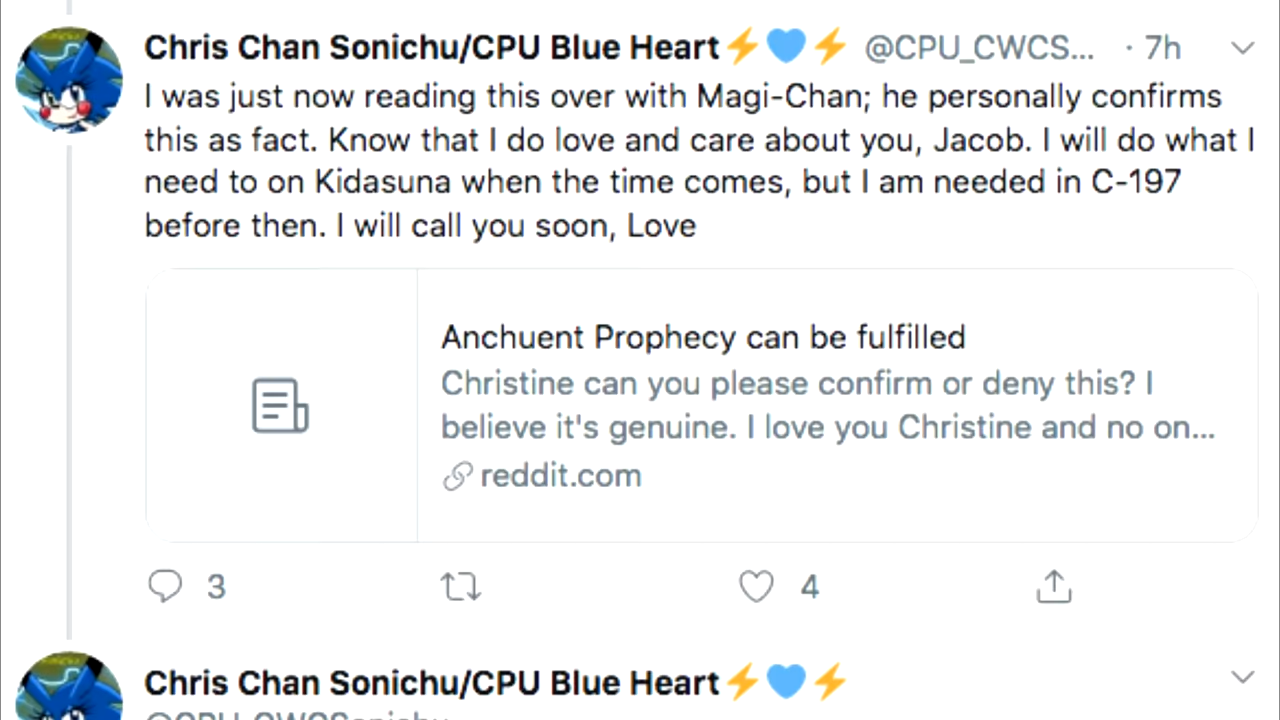 Chris Chan Sonichu/CPU Blue Heart⚡💙⚡ @CPU_CWCS... · 7h
I was just now reading this over with Magi-Chan; he personally confirms
this as fact. Know that I do love and care about you, Jacob. I will do what I
need to on Kidasuna when the time comes, but I am needed in C-197
before then. I will call you soon, Love
Anchuent Prophecy can be fulfilled
Christine can you please confirm or deny this? I
believe it's genuine. I love you Christine and no on...
reddit.com
3 4
Chris Chan Sonichu/CPU Blue Heart⚡💙⚡
@CPU_CWCSonichu